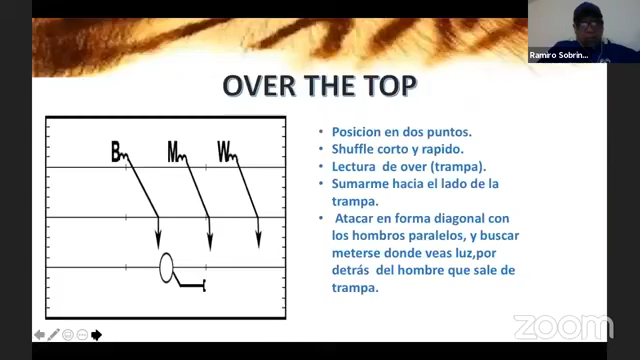 Ramiro Sobrin...
OVER THE TOP
B M W
• Posicion en dos puntos.
• Shuffle corto y rapido.
• Lectura de over (trampa).
• Sumarme hacia el lado de la
trampa.
• Atacar en forma diagonal con
los hombros paralelos, y buscar
meterse donde veas luz,por
detrás del hombre que sale de
trampa.
zoom